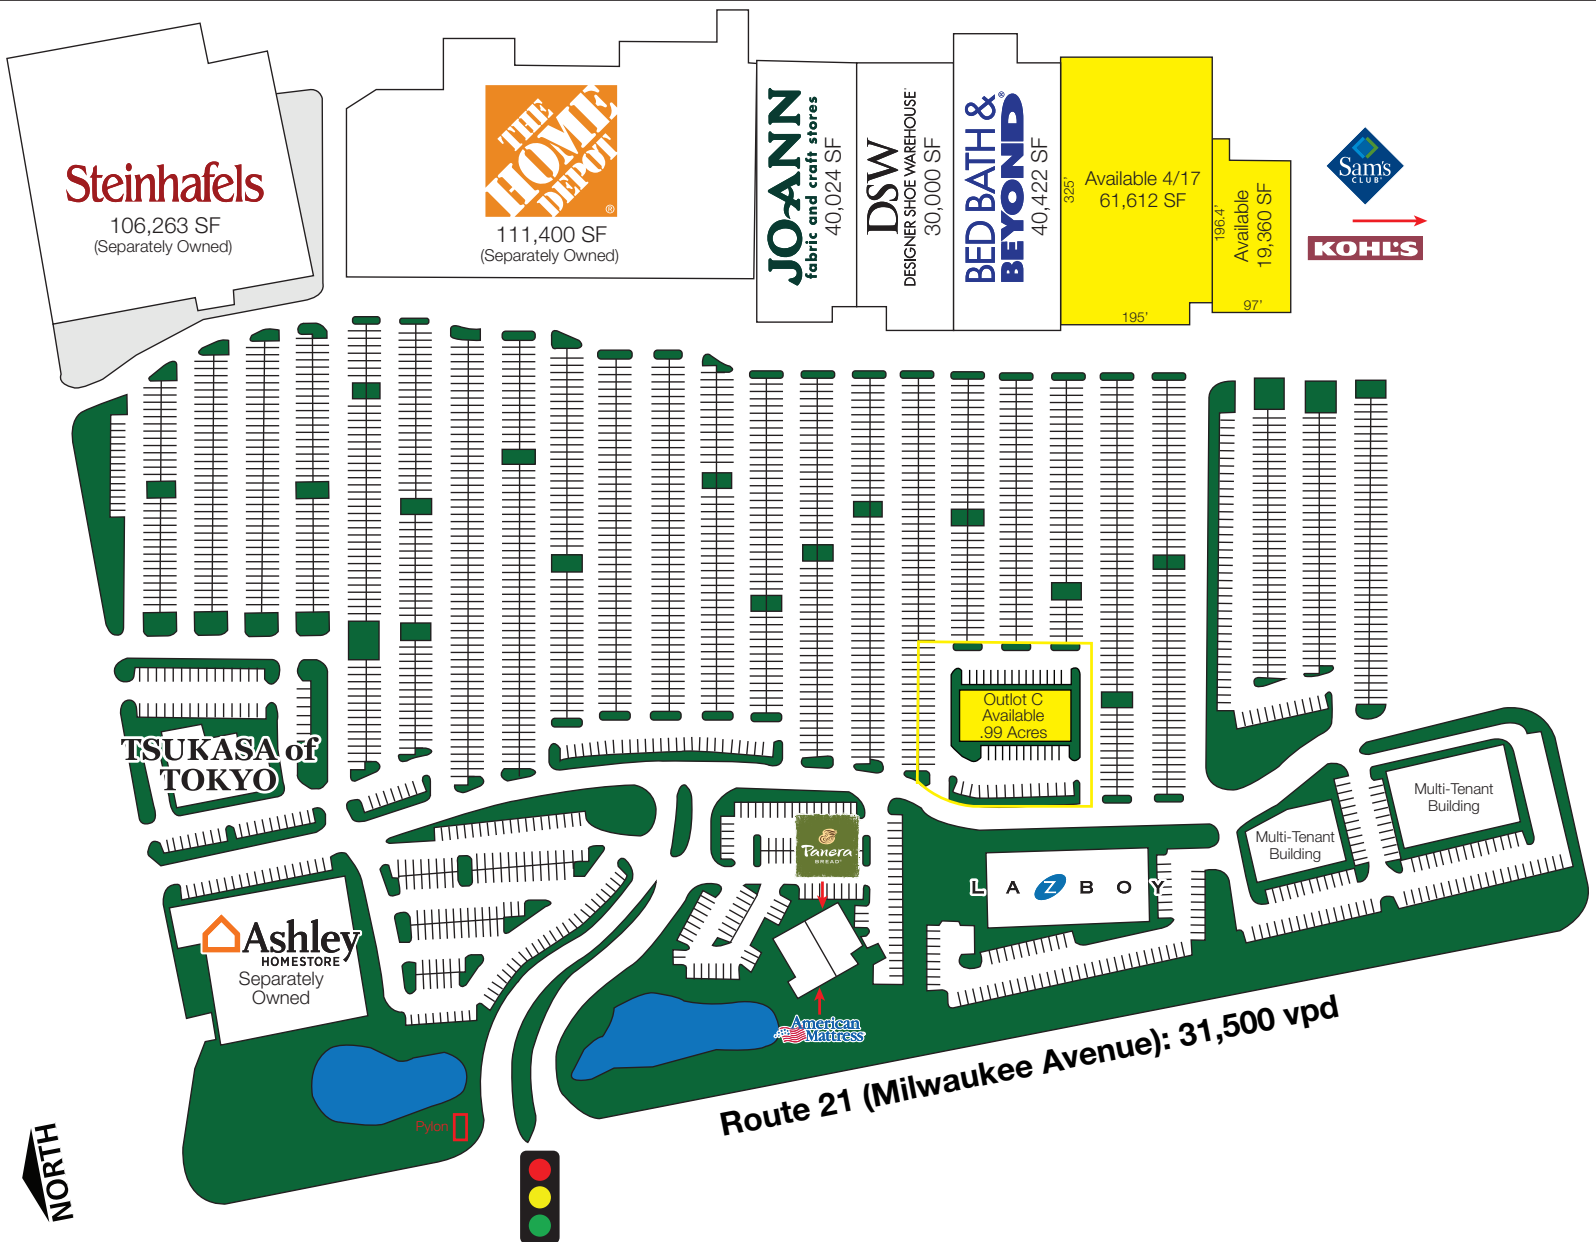 Steinhafels
106,263 SF
(Separately Owned)
THE
HOME
DEPOT
®
111,400 SF
(Separately Owned)
JO-ANN
fabric and craft stores
40,024 SF
DSW
DESIGNER SHOE WAREHOUSE
30,000 SF
BED BATH &
BEYOND®
40,422 SF
325'
Available 4/17
61,612 SF
195'
196.4'
Available
19,360 SF
97'
Sam's
CLUB
KOHL'S
Outlot C
Available
.99 Acres
TSUKASA of
TOKYO
Multi-Tenant
Building
Multi-Tenant
Building
Panera
BREAD
LAZBOY
Ashley
HOMESTORE
Separately
Owned
American
Mattress
Route 21 (Milwaukee Avenue): 31,500 vpd
Pylon
NORTH